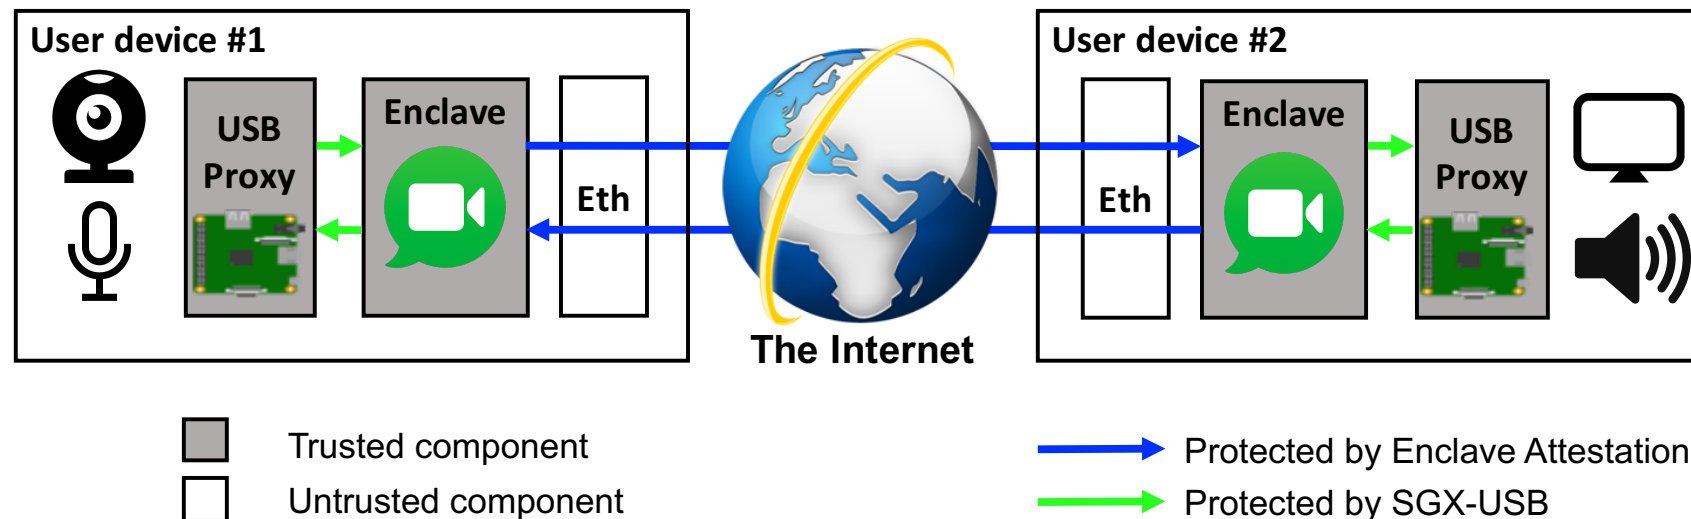 User device #1
USB
Proxy
Enclave
Eth
The Internet
User device #2
Eth
Enclave
USB
Proxy
Trusted component
Untrusted component
Protected by Enclave Attestation
Protected by SGX-USB